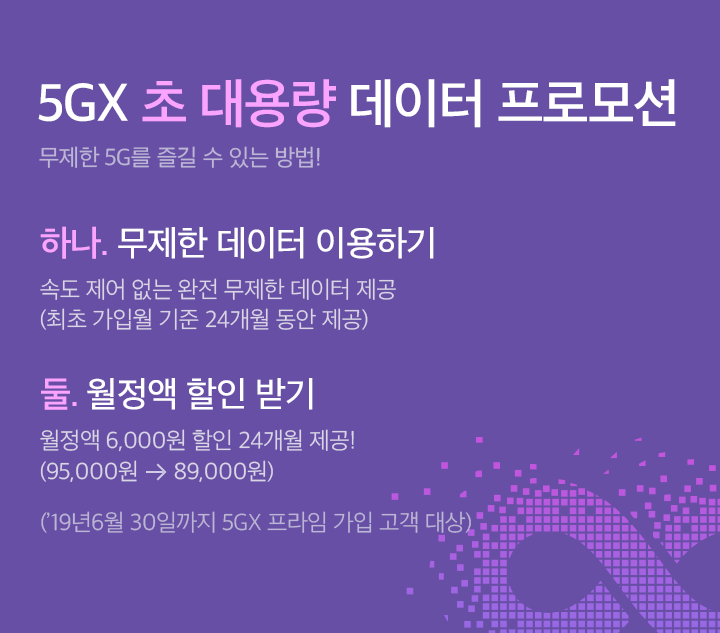 5GX 초 대용량 데이터 프로모션
무제한 5G를 즐길 수 있는 방법!
하나. 무제한 데이터 이용하기
속도 제어 없는 완전 무제한 데이터 제공
(최초 가입월 기준 24개월 동안 제공)
둘. 월정액 할인 받기
월정액 6,000원 할인 24개월 제공!
(95,000원 → 89,000원)
('19년6월 30일까지 5GX 프라임 가입 고객 대상)